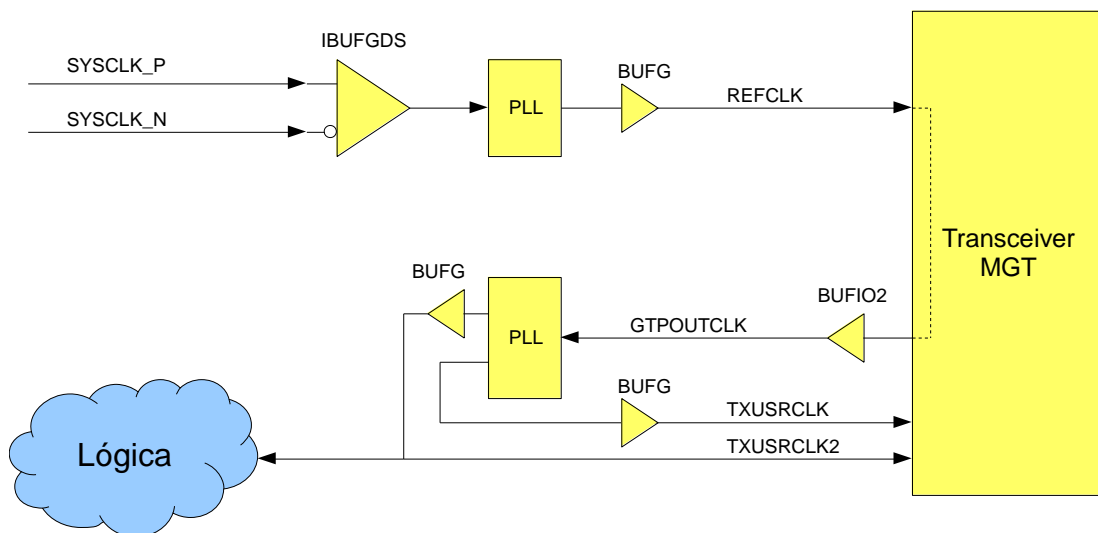 IBUFGDS
SYSCLK_P
BUFG
PLL
REFCLK
SYSCLK_N
Transceiver
MGT
BUFG
BUFIO2
PLL
GTPOUTCLK
BUFG
TXUSRCLK
TXUSRCLK2
Lógica